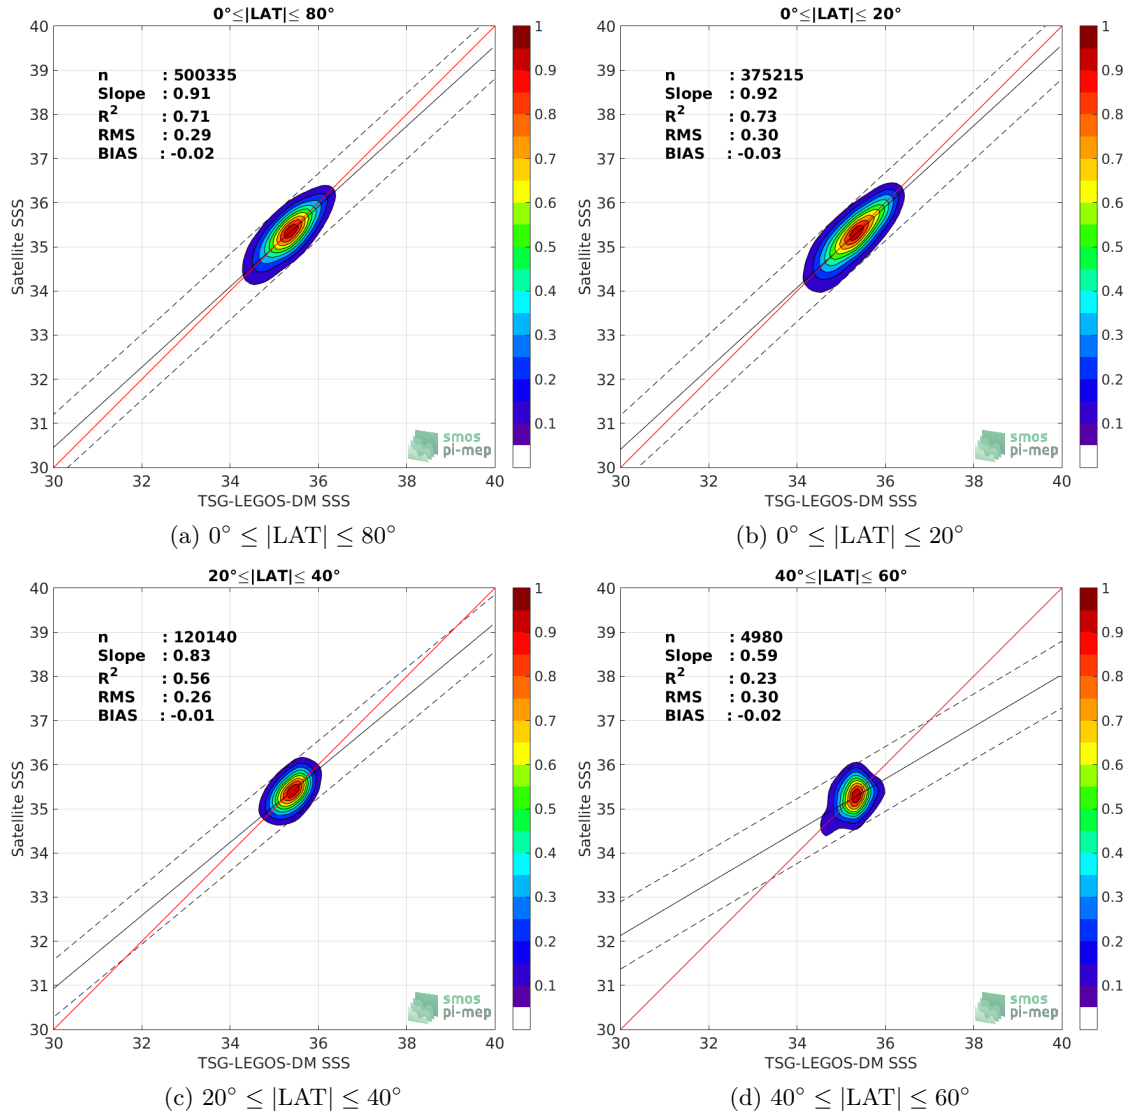 0°≤|LAT|≤ 80°
n : 500335
Slope : 0.91
R² : 0.71
RMS : 0.29
BIAS : -0.02
40
39
38
37
36
35
34
33
32
31
30
Satellite SSS
30 32 34 36 38 40
TSG-LEGOS-DM SSS
1
0.9
0.8
0.7
0.6
0.5
0.4
0.3
0.2
0.1
smos
pi-mep
(a) 0° ≤ |LAT| ≤ 80°
0°≤|LAT|≤ 20°
n : 375215
Slope : 0.92
R² : 0.73
RMS : 0.30
BIAS : -0.03
40
39
38
37
36
35
34
33
32
31
30
Satellite SSS
30 32 34 36 38 40
TSG-LEGOS-DM SSS
1
0.9
0.8
0.7
0.6
0.5
0.4
0.3
0.2
0.1
smos
pi-mep
(b) 0° ≤ |LAT| ≤ 20°
20°≤|LAT|≤ 40°
n : 120140
Slope : 0.83
R² : 0.56
RMS : 0.26
BIAS : -0.01
40
39
38
37
36
35
34
33
32
31
30
Satellite SSS
30 32 34 36 38 40
TSG-LEGOS-DM SSS
1
0.9
0.8
0.7
0.6
0.5
0.4
0.3
0.2
0.1
smos
pi-mep
(c) 20° ≤ |LAT| ≤ 40°
40°≤|LAT|≤ 60°
n : 4980
Slope : 0.59
R² : 0.23
RMS : 0.30
BIAS : -0.02
40
39
38
37
36
35
34
33
32
31
30
Satellite SSS
30 32 34 36 38 40
TSG-LEGOS-DM SSS
1
0.9
0.8
0.7
0.6
0.5
0.4
0.3
0.2
0.1
smos
pi-mep
(d) 40° ≤ |LAT| ≤ 60°